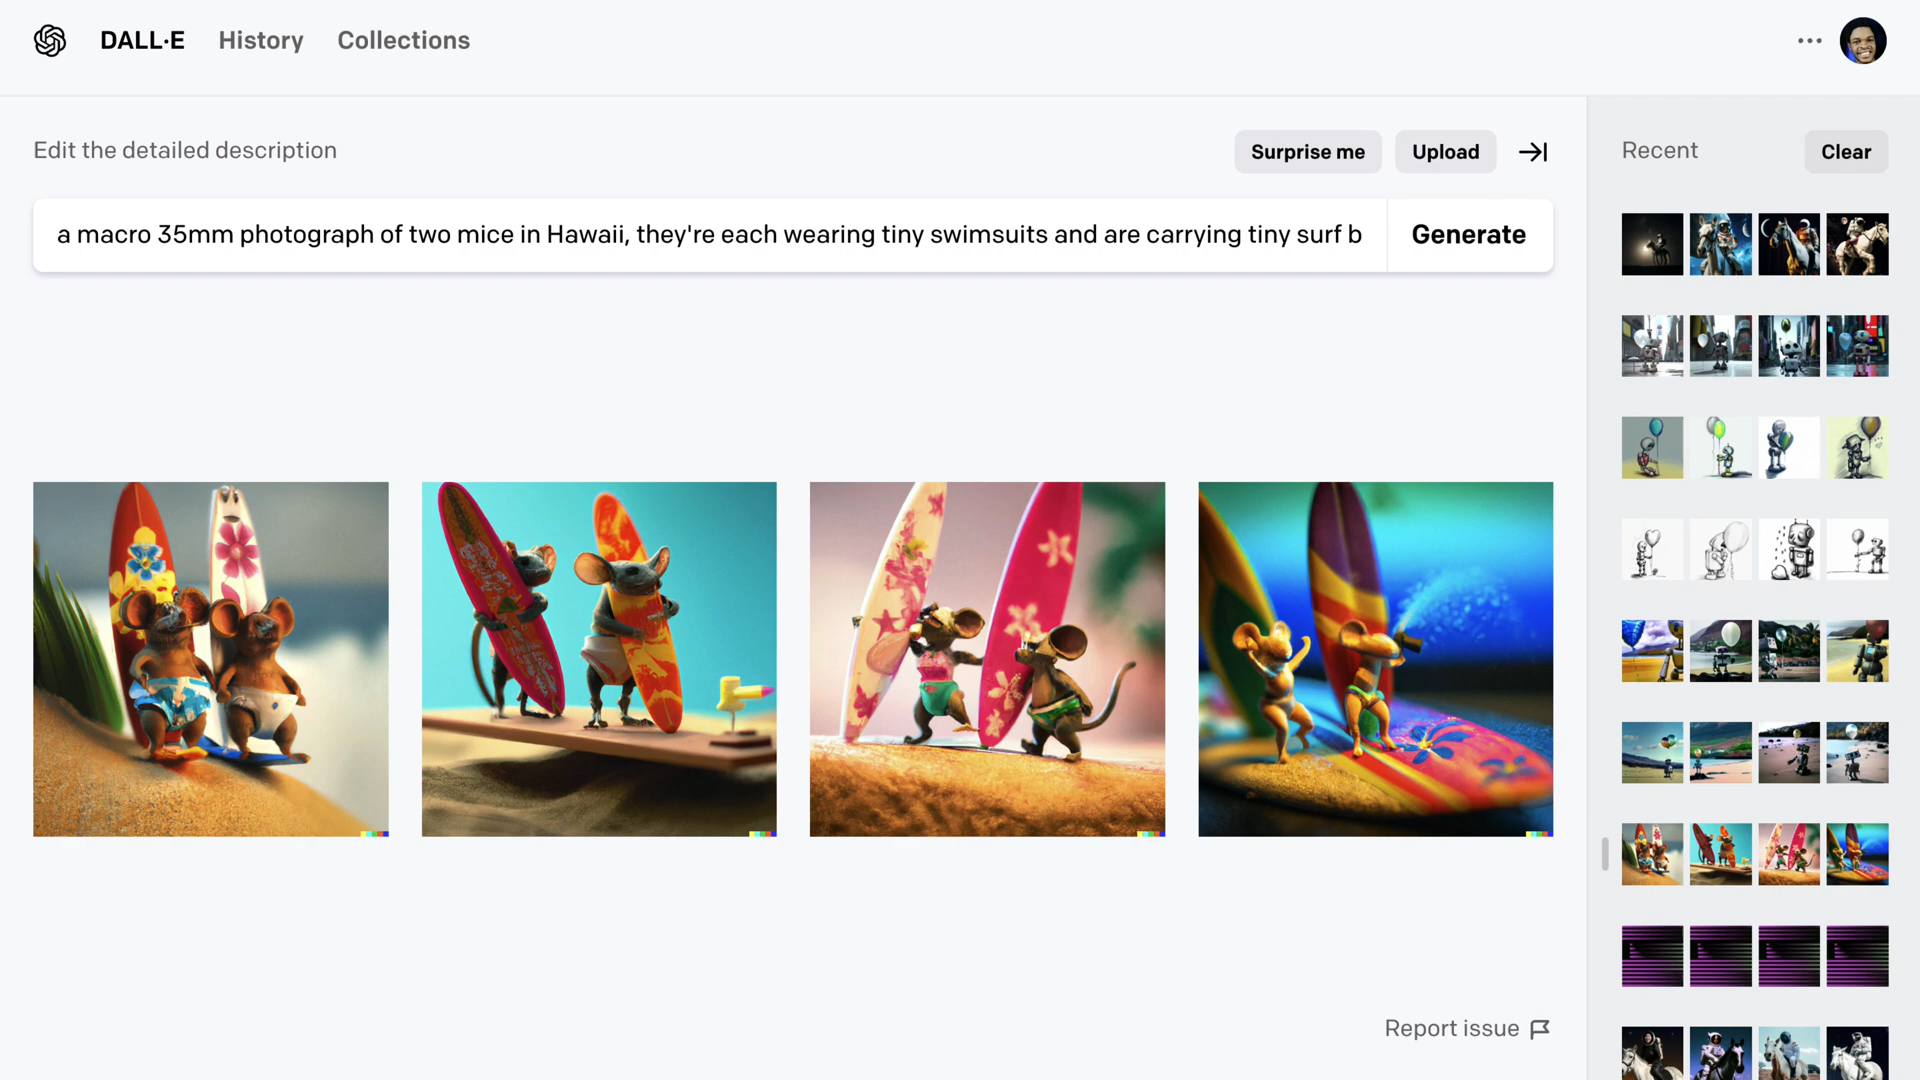 DALL·E History Collections
Edit the detailed description
Surprise me
Upload
Recent
Clear
a macro 35mm photograph of two mice in Hawaii, they're each wearing tiny swimsuits and are carrying tiny surf b
Generate
Report issue